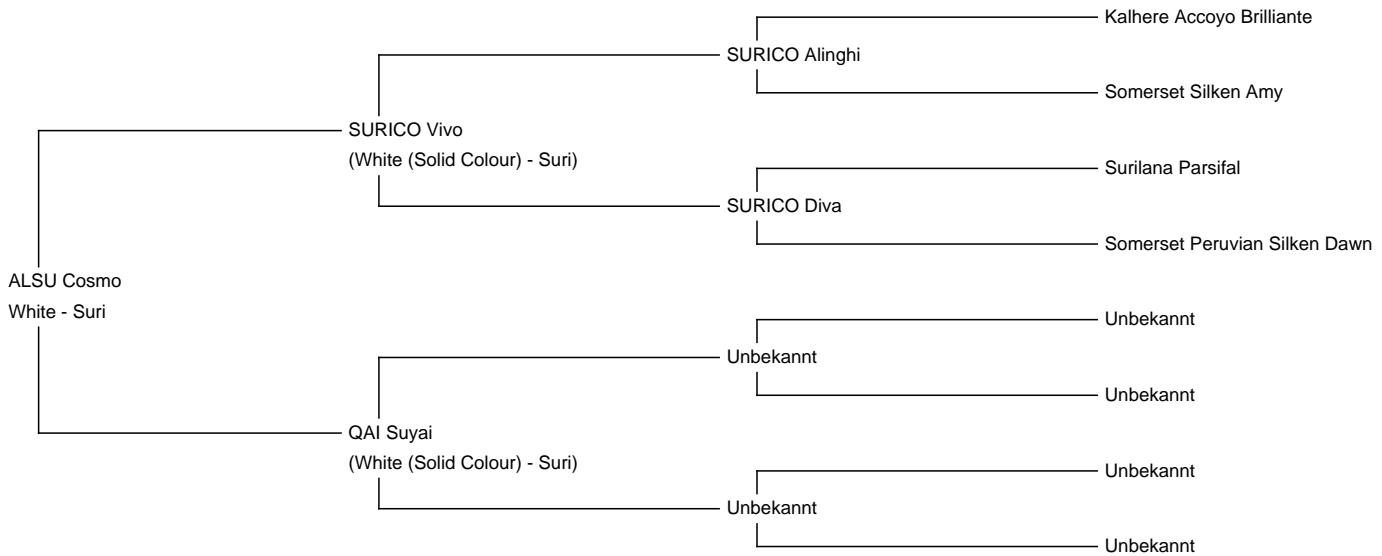 Kalhere Accoyo Brilliante
SURICO Alinghi
Somerset Silken Amy
SURICO Vivo
(White (Solid Colour) - Suri)
Surilana Parsifal
SURICO Diva
Somerset Peruvian Silken Dawn
ALSU Cosmo
White - Suri
Unbekannt
Unbekannt
Unbekannt
QAI Suyai
(White (Solid Colour) - Suri)
Unbekannt
Unbekannt
Unbekannt